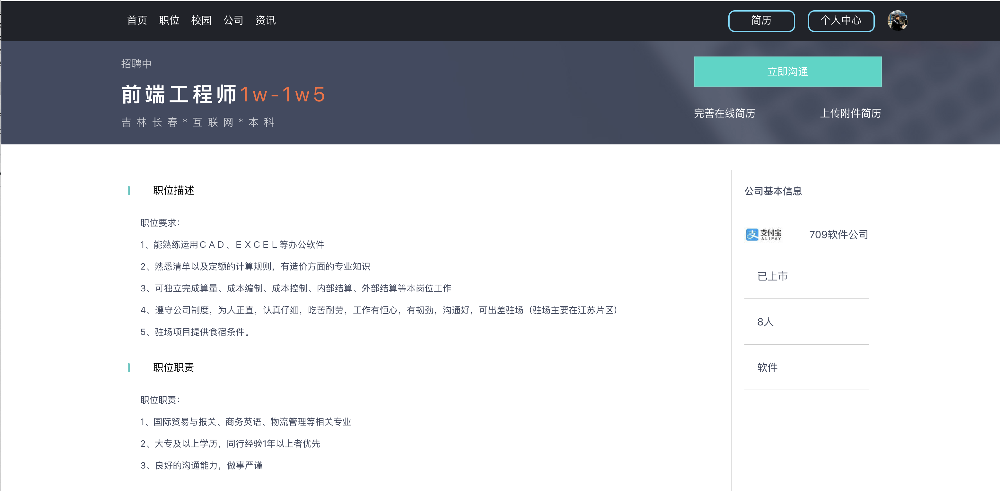 首页 职位 校园 公司 资讯 简历 个人中心
招聘中
立即沟通
前端工程师1w-1w5
完善在线简历 上传附件简历
吉林长春*互联网*本科
职位描述
职位要求：
1、能熟练运用ＣＡＤ、ＥＸＣＥＬ等办公软件
2、熟悉清单以及定额的计算规则，有造价方面的专业知识
3、可独立完成算量、成本编制、成本控制、内部结算、外部结算等本岗位工作
4、遵守公司制度，为人正直，认真仔细，吃苦耐劳，工作有恒心，有韧劲，沟通好，可出差驻场（驻场主要在江苏片区）
5、驻场项目提供食宿条件。
职位职责
职位职责：
1、国际贸易与报关、商务英语、物流管理等相关专业
2、大专及以上学历，同行经验1年以上者优先
3、良好的沟通能力，做事严谨
公司基本信息
支付宝
ALIPAY
709软件公司
已上市
8人
软件